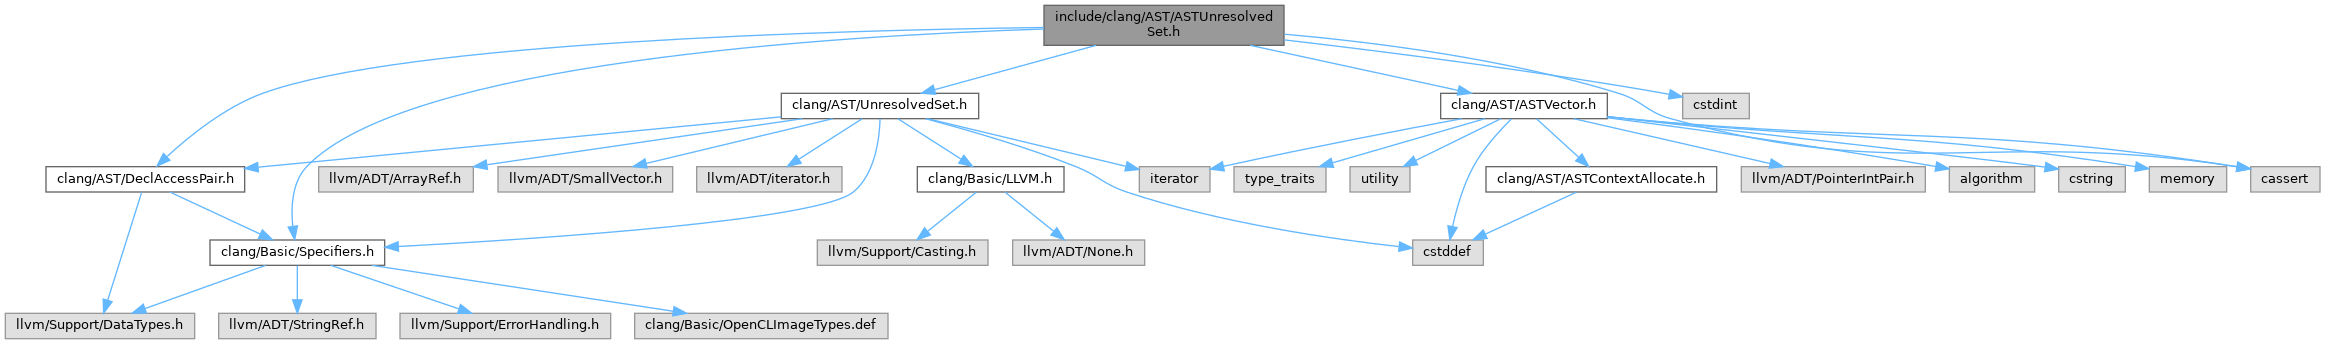 include/clang/AST/ASTUnresolved
Set.h
clang/AST/UnresolvedSet.h
clang/AST/ASTVector.h
cstdint
clang/AST/DeclAccessPair.h
llvm/ADT/ArrayRef.h
llvm/ADT/SmallVector.h
llvm/ADT/iterator.h
clang/Basic/LLVM.h
iterator
type_traits
utility
clang/AST/ASTContextAllocate.h
llvm/ADT/PointerIntPair.h
algorithm
cstring
memory
cassert
clang/Basic/Specifiers.h
llvm/Support/Casting.h
llvm/ADT/None.h
cstddef
llvm/Support/DataTypes.h
llvm/ADT/StringRef.h
llvm/Support/ErrorHandling.h
clang/Basic/OpenCLImageTypes.def